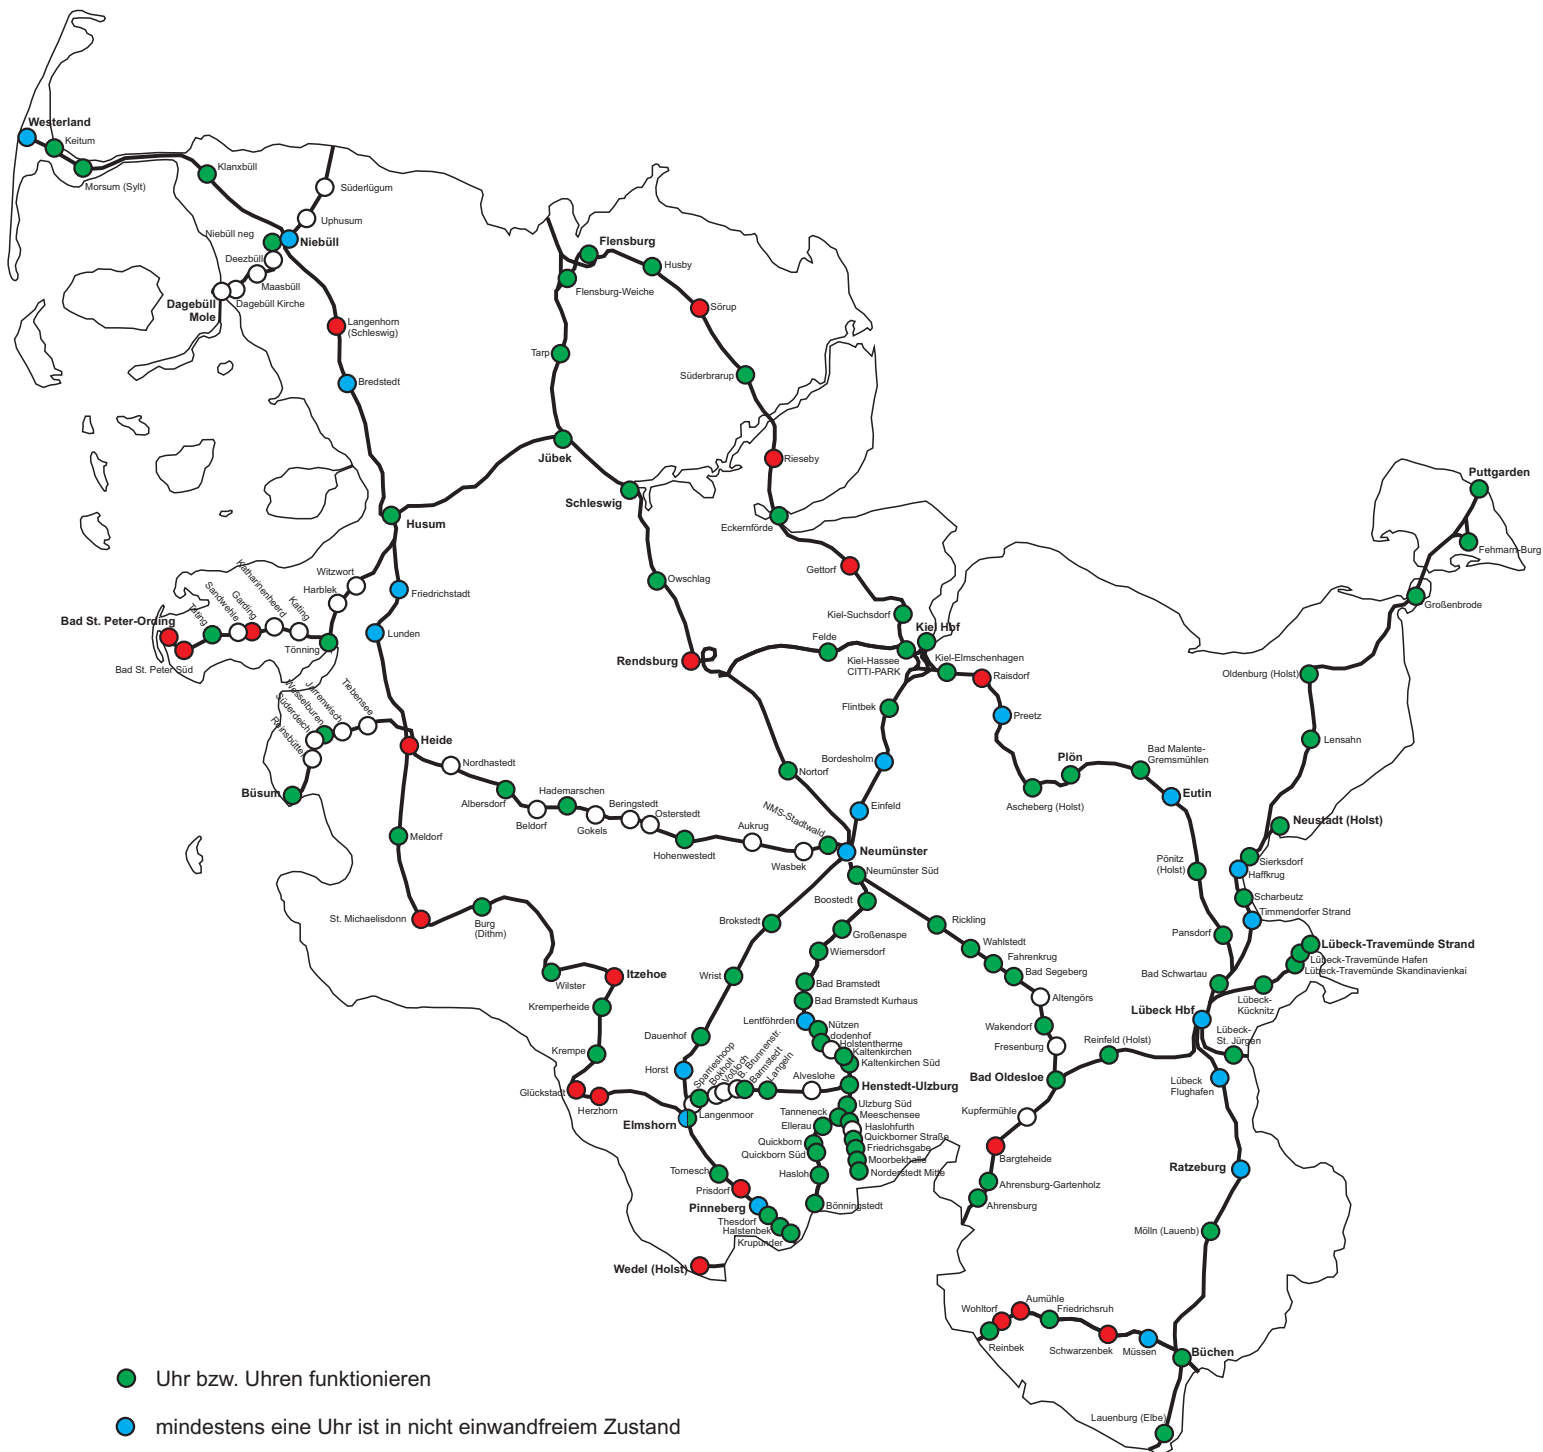 Westerland
Keitum
Morsum (Sylt)
Klanxbüll
Süderlügum
Uphusum
Niebüll neg
Niebüll
Deezbüll
Maasbüll
Dagebüll Kirche
Dagebüll
Mole
Langenhorn
(Schleswig)
Bredstedt
Flensburg
Husby
Flensburg-Weiche
Sörup
Tarp
Süderbrarup
Jübek
Rieseby
Schleswig
Husum
Eckernförde
Puttgarden
Fehmarn-Burg
Großenbrode
Gettorf
Owschlag
Witzwort
Harblek
Katharinenheerd
Kating
Garding
Sandwehle
Tating
Bad St. Peter-Ording
Bad St. Peter Süd
Tönning
Friedrichstadt
Lunden
Kiel-Suchsdorf
Kiel Hbf
Felde
Kiel-Hassee
CITTI-PARK
Kiel-Elmschenhagen
Raisdorf
Rendsburg
Oldenburg (Holst)
Flintbek
Preetz
Tiebensee
Jarrenwisch
Wesselburen
Süderdeich
Reinsbüttel
Büsum
Heide
Nordhastedt
Lensahn
Plön
Bad Malente-
Gremsmühlen
Bordesholm
Nortorf
Ascheberg (Holst)
Eutin
Albersdorf
Hademarschen
Beldorf
Gokels
Beringstedt
Osterstedt
Hohenwestedt
Aukrug
Wasbek
NMS-Stadtwald
Einfeld
Neumünster
Neumünster Süd
Neustadt (Holst)
Meldorf
Sierksdorf
Haffkrug
Pönitz
(Holst)
Scharbeutz
Timmendorfer Strand
Boostedt
St. Michaelisdonn
Burg
(Dithm)
Brokstedt
Großenaspe
Rickling
Wahlstedt
Fahrenkrug
Bad Segeberg
Pansdorf
Lübeck-Travemünde Strand
Lübeck-Travemünde Hafen
Lübeck-Travemünde Skandinavienkai
Wiemersdorf
Bad Schwartau
Lübeck-
Kücknitz
Wilster
Itzehoe
Wrist
Bad Bramstedt
Bad Bramstedt Kurhaus
Altengörs
Kremperheide
Lentföhrden
Nützen
dodenhof
Holstentherme
Kaltenkirchen
Kaltenkirchen Süd
Wakendorf
Fresenburg
Lübeck Hbf
Lübeck-
St. Jürgen
Reinfeld (Holst)
Dauenhof
Krempe
Horst
Sparrieshoop
Bokholt
Voßloch
B. Brunnenstr.
Barmstedt
Langeln
Alveslohe
Henstedt-Ulzburg
Bad Oldesloe
Lübeck
Flughafen
Glückstadt
Herzhorn
Elmshorn
Langenmoor
Ulzburg Süd
Tanneneck
Meeschensee
Haslohfurth
Ellerau
Quickborner Straße
Quickborn
Friedrichsgabe
Quickborn Süd
Moorbekhalle
Norderstedt Mitte
Hasloh
Kupfermühle
Bargteheide
Ratzeburg
Tornesch
Prisdorf
Pinneberg
Thesdorf
Halstenbek
Krupunder
Bönningstedt
Ahrensburg-Gartenholz
Ahrensburg
Mölln (Lauenb)
Wedel (Holst)
Wohltorf
Aumühle
Friedrichsruh
Reinbek
Schwarzenbek
Müssen
Büchen
Lauenburg (Elbe)
Uhr bzw. Uhren funktionieren
mindestens eine Uhr ist in nicht einwandfreiem Zustand